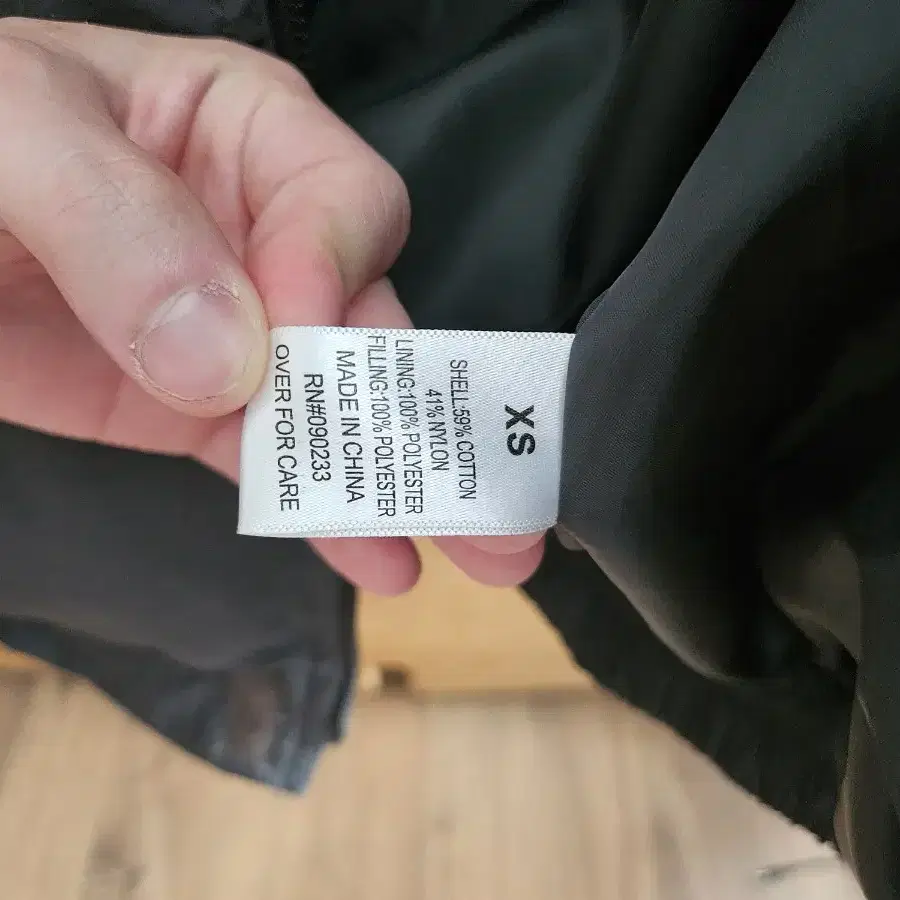 XS
SHELL:59% COTTON
41% NYLON
LINING:100% POLYESTER
FILLING:100% POLYESTER
MADE IN CHINA
RN#090233
OVER FOR CARE